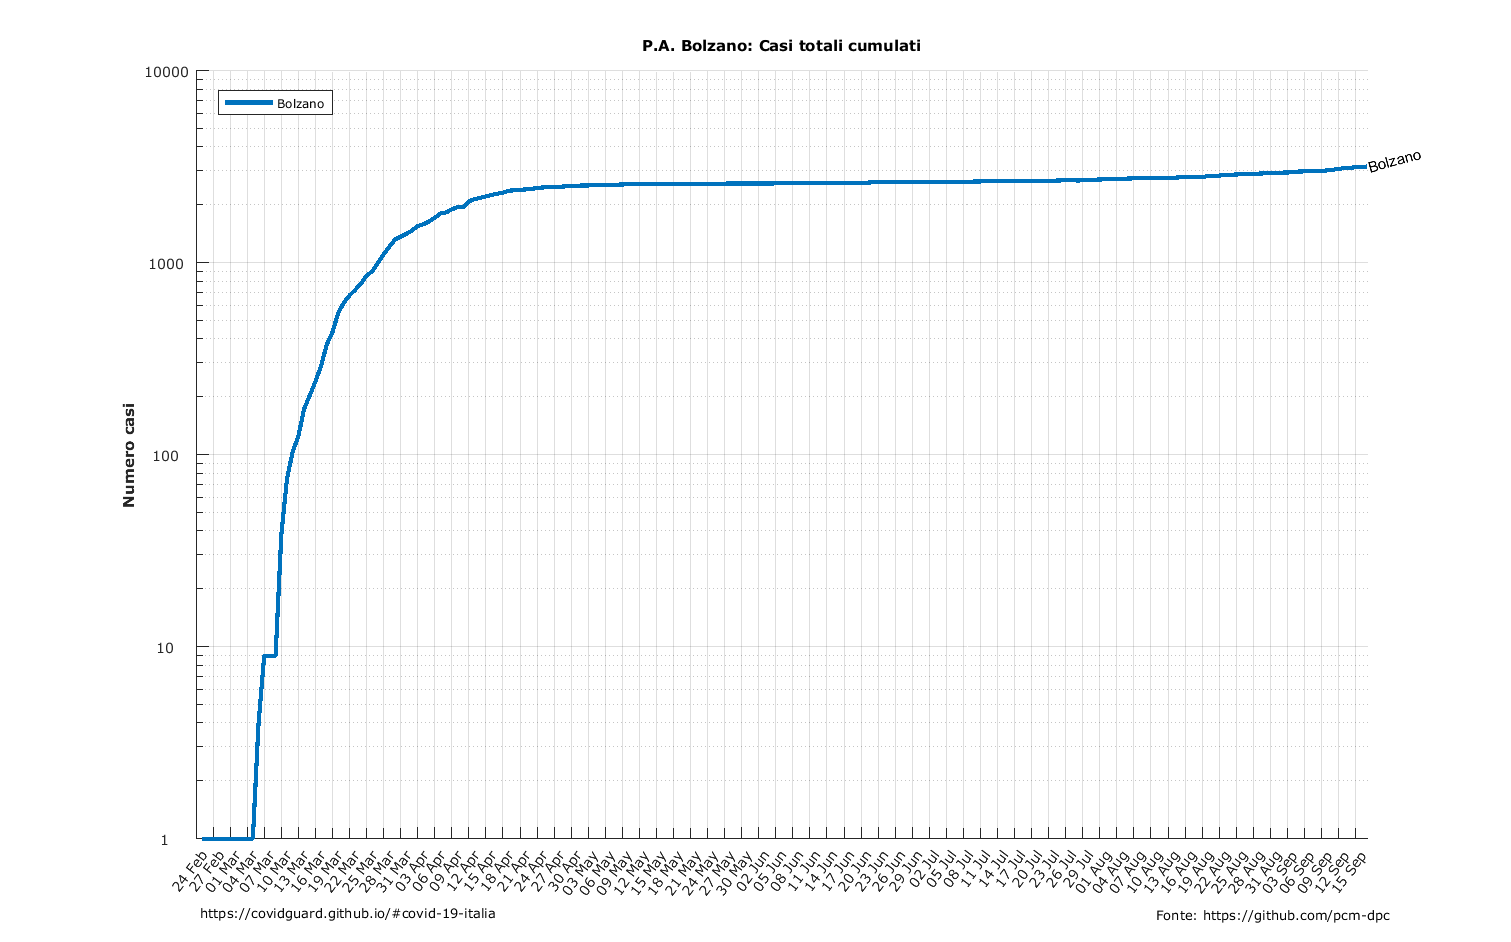 P.A. Bolzano: Casi totali cumulati
10000
1000
100
10
1
Numero casi
Bolzano
Bolzano
24 Feb
27 Feb
01 Mar
04 Mar
07 Mar
10 Mar
13 Mar
16 Mar
19 Mar
22 Mar
25 Mar
28 Mar
31 Mar
03 Apr
06 Apr
09 Apr
12 Apr
15 Apr
18 Apr
21 Apr
24 Apr
27 Apr
30 Apr
03 May
06 May
09 May
12 May
15 May
18 May
21 May
24 May
27 May
30 May
02 Jun
05 Jun
08 Jun
11 Jun
14 Jun
17 Jun
20 Jun
23 Jun
26 Jun
29 Jun
02 Jul
05 Jul
08 Jul
11 Jul
14 Jul
17 Jul
20 Jul
23 Jul
26 Jul
29 Jul
01 Aug
04 Aug
07 Aug
10 Aug
13 Aug
16 Aug
19 Aug
22 Aug
25 Aug
28 Aug
31 Aug
03 Sep
06 Sep
09 Sep
12 Sep
15 Sep
https://covidguard.github.io/#covid-19-italia
Fonte: https://github.com/pcm-dpc